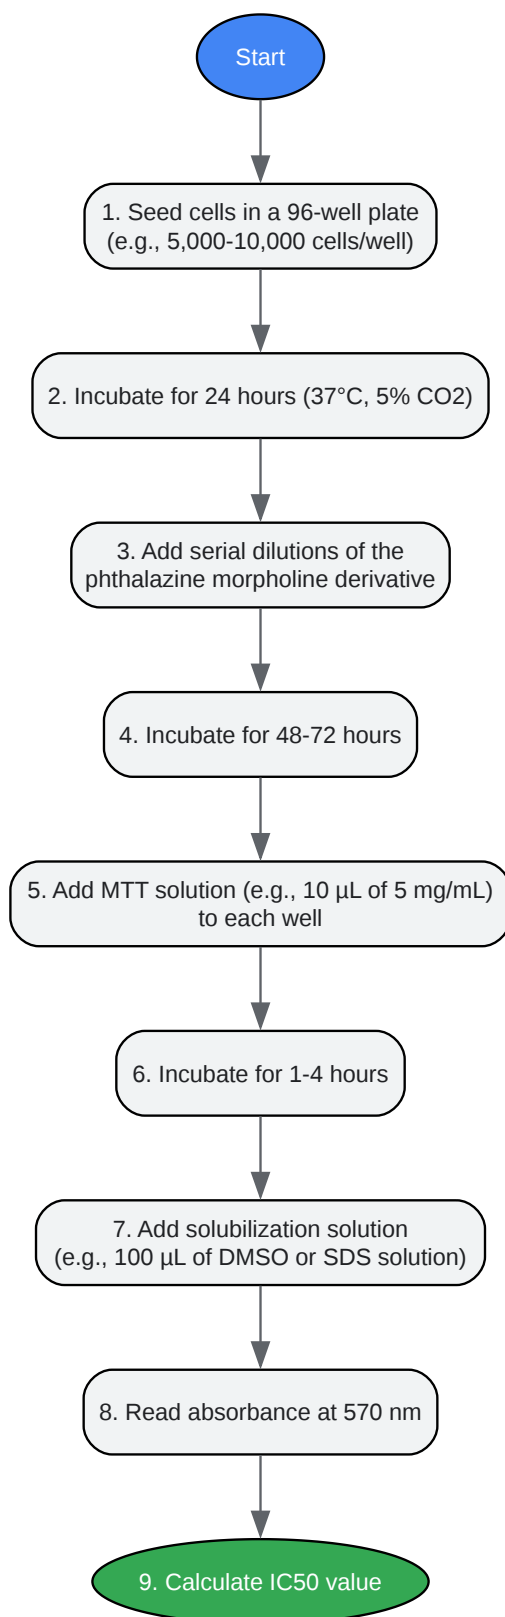 Start
1. Seed cells in a 96-well plate
(e.g., 5,000-10,000 cells/well)
2. Incubate for 24 hours (37°C, 5% CO2)
3. Add serial dilutions of the
phthalazine morpholine derivative
4. Incubate for 48-72 hours
5. Add MTT solution (e.g., 10 µL of 5 mg/mL)
to each well
6. Incubate for 1-4 hours
7. Add solubilization solution
(e.g., 100 µL of DMSO or SDS solution)
8. Read absorbance at 570 nm
9. Calculate IC50 value